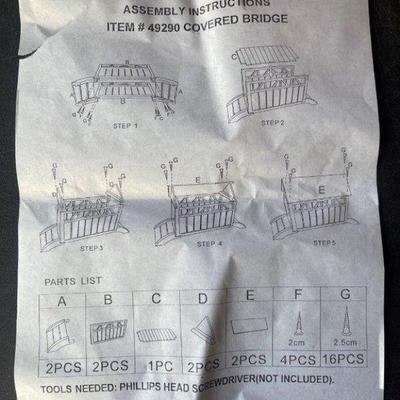 ASSEMBLY INSTRUCTIONS
ITEM # 49290 COVERED BRIDGE
STEP 1
STEP 2
STEP 3
STEP 4
STEP 5
PARTS LIST
A B C D E F G
2cm 2.5cm
2PCS 2PCS 1PC 2PCS 2PCS 4PCS 16PCS
TOOLS NEEDED: PHILLIPS HEAD SCREWDRIVER(NOT INCLUDED).